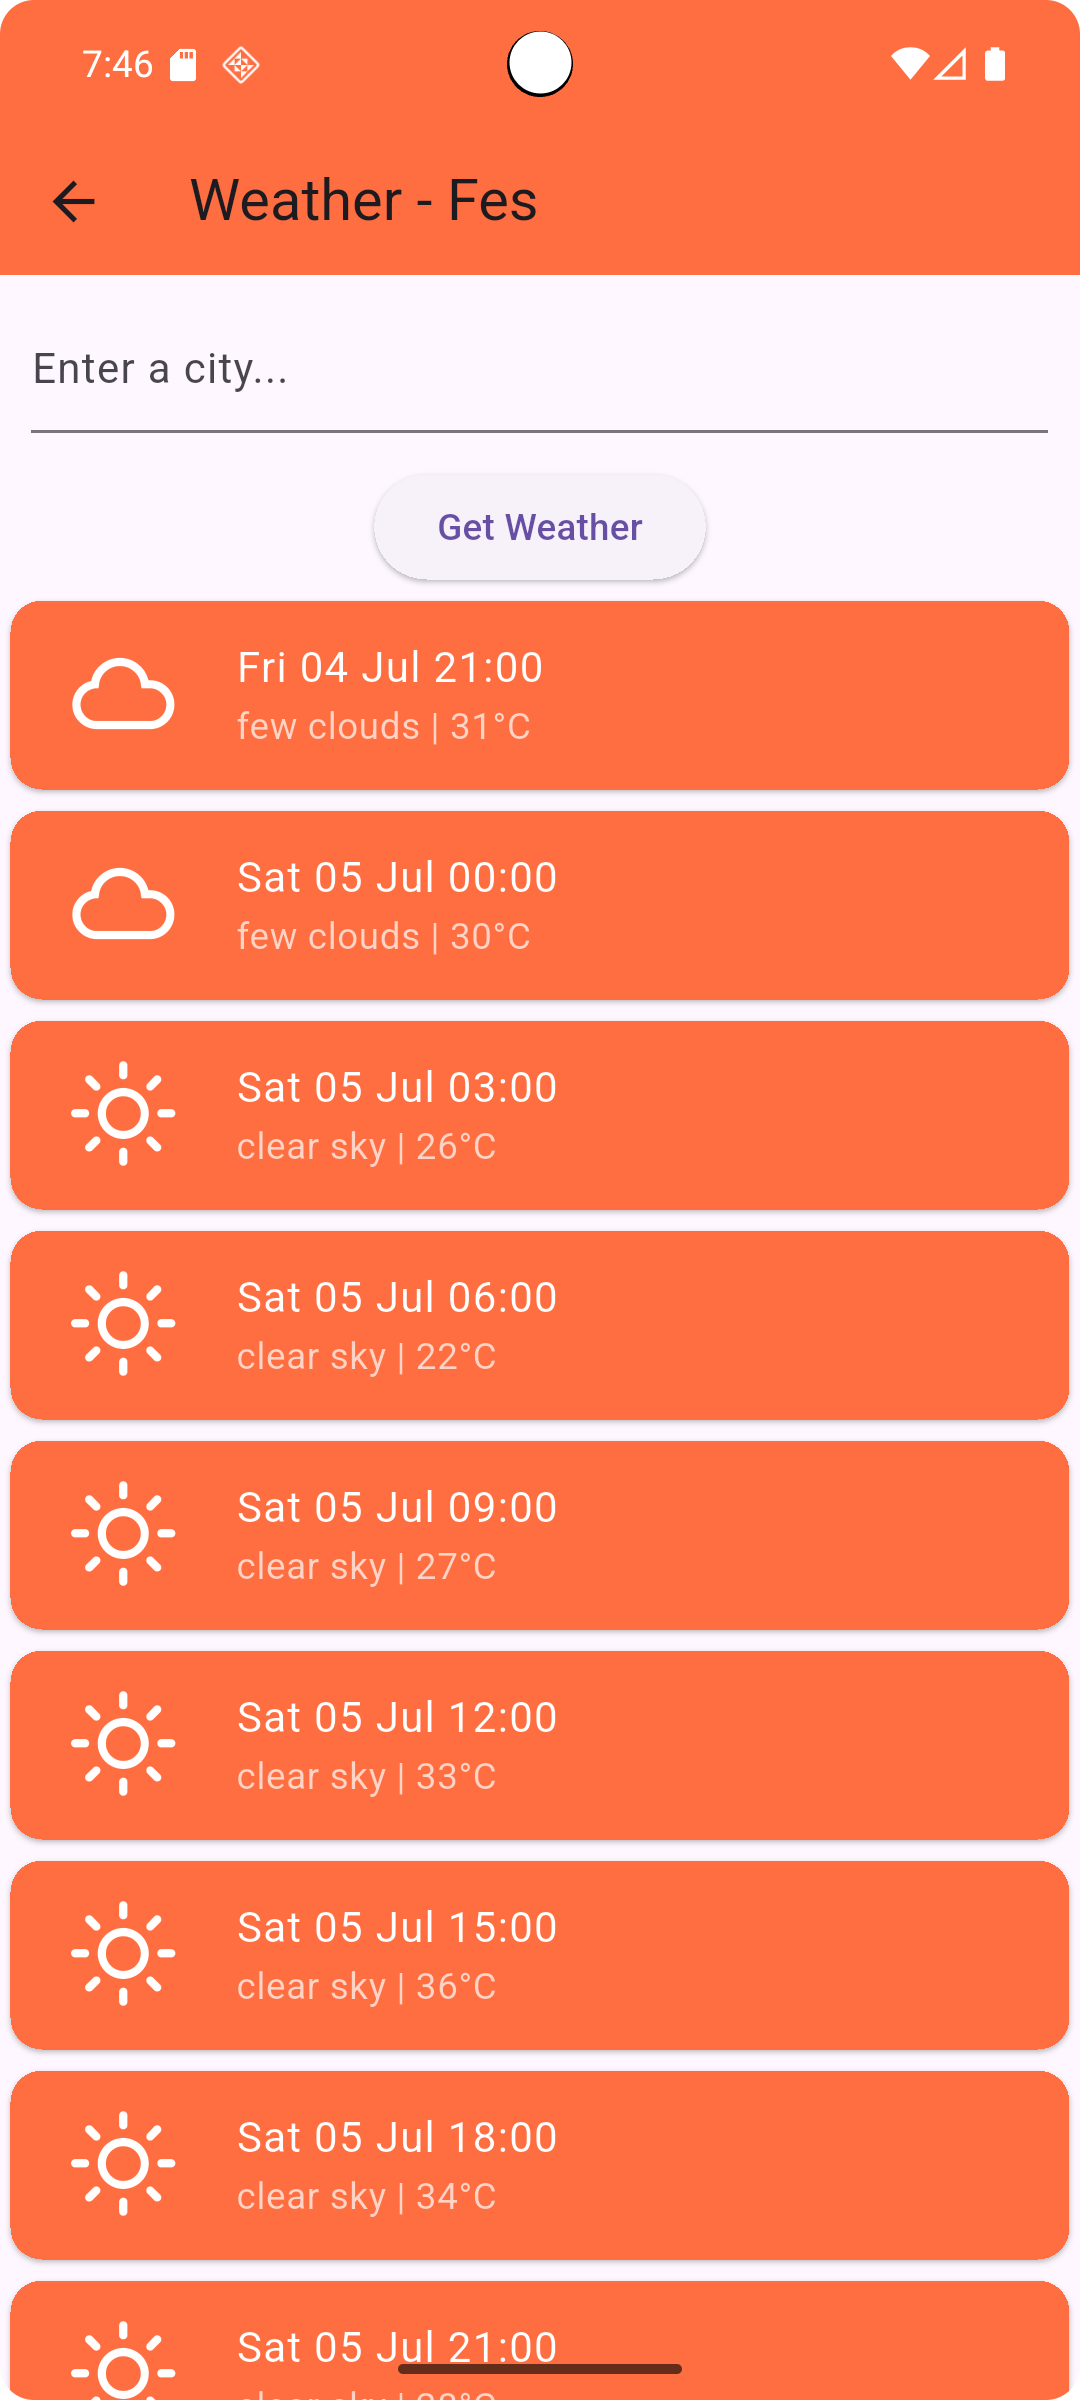 7:46
Weather - Fes
Enter a city...
Get Weather
Fri 04 Jul 21:00
few clouds | 31°C
Sat 05 Jul 00:00
few clouds | 30°C
Sat 05 Jul 03:00
clear sky | 26°C
Sat 05 Jul 06:00
clear sky | 22°C
Sat 05 Jul 09:00
clear sky | 27°C
Sat 05 Jul 12:00
clear sky | 33°C
Sat 05 Jul 15:00
clear sky | 36°C
Sat 05 Jul 18:00
clear sky | 34°C
Sat 05 Jul 21:00